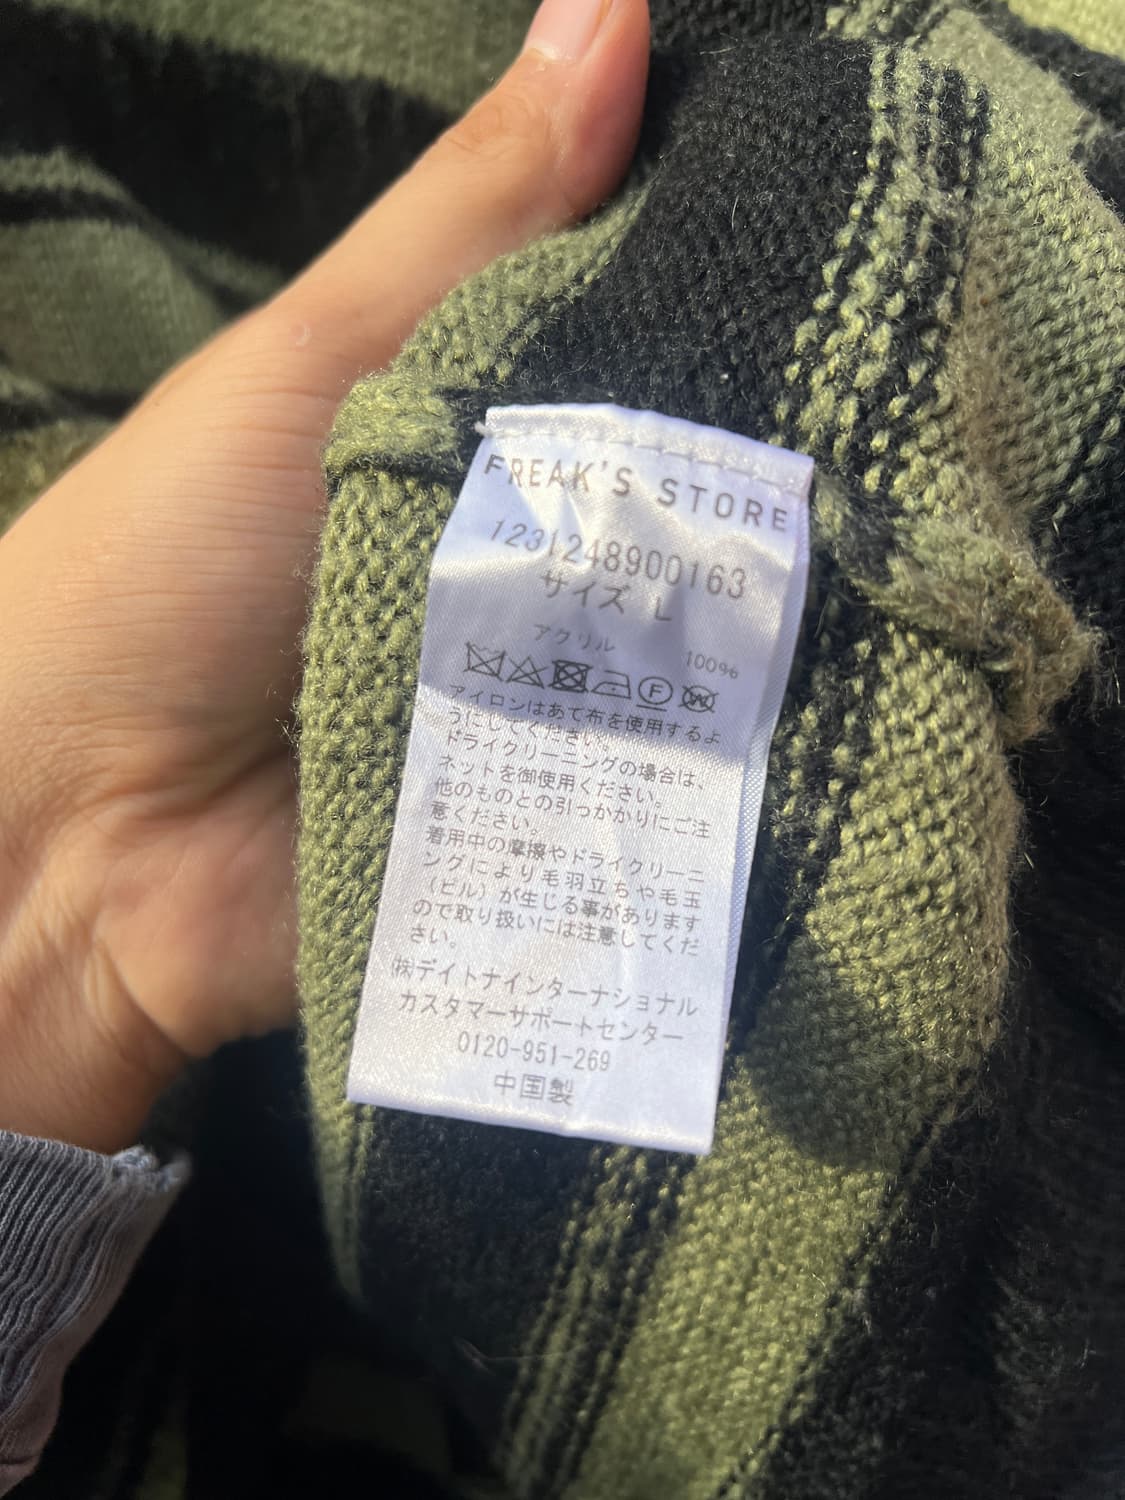 FREAK'S STORE
1231248900163
サイズ L
アクリル 100%
F W
アイロンはあて布を使用するよ
うにしてください。
ドライクリーニングの場合は、
ネットを御使用ください。
他のものとの引っかかりにご注
意ください。
着用中の摩擦やドライクリーニ
ングにより毛羽立ちや毛玉
(ピル)が生じる事があります
ので取り扱いには注意してくだ
さい。
㈱デイトナインターナショナル
カスタマーサポートセンター
0120-951-269
中国製